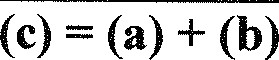 (c) = (a) + (b)